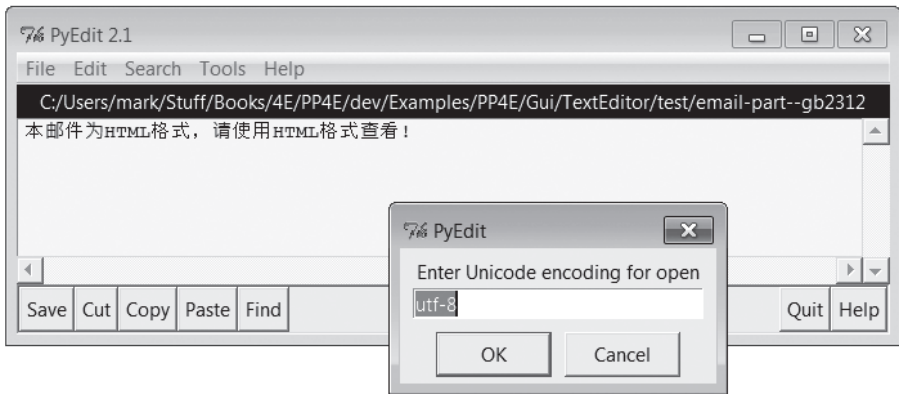 PyEdit 2.1
File Edit Search Tools Help
C:/Users/mark/Stuff/Books/4E/PP4E/dev/Examples/PP4E/Gui/TextEditor/test/email-part--gb2312
本邮件为HTML格式，请使用HTML格式查看！
PyEdit
Enter Unicode encoding for open
utf-8
OK Cancel
Save Cut Copy Paste Find Quit Help